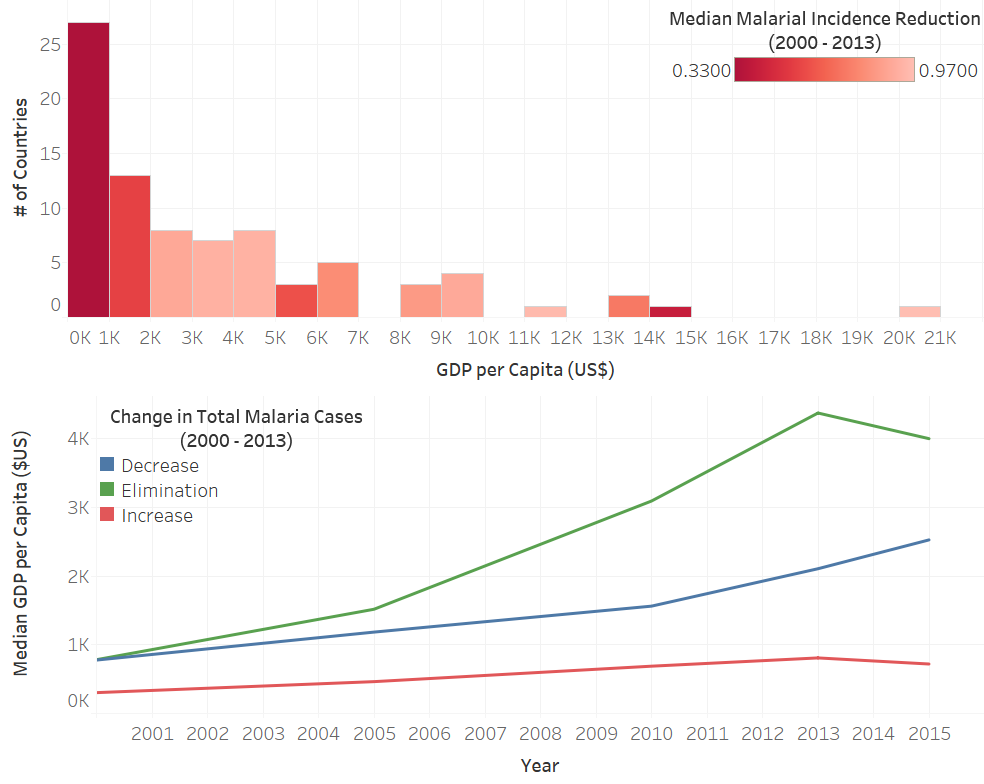 Median Malarial Incidence Reduction
(2000 - 2013)
0.3300 0.9700
# of Countries
25
20
15
10
5
0
0K 1K 2K 3K 4K 5K 6K 7K 8K 9K 10K 11K 12K 13K 14K 15K 16K 17K 18K 19K 20K 21K
GDP per Capita (US$)
Change in Total Malaria Cases
(2000 - 2013)
Decrease
Elimination
Increase
Median GDP per Capita ($US)
4K
3K
2K
1K
0K
2001 2002 2003 2004 2005 2006 2007 2008 2009 2010 2011 2012 2013 2014 2015
Year